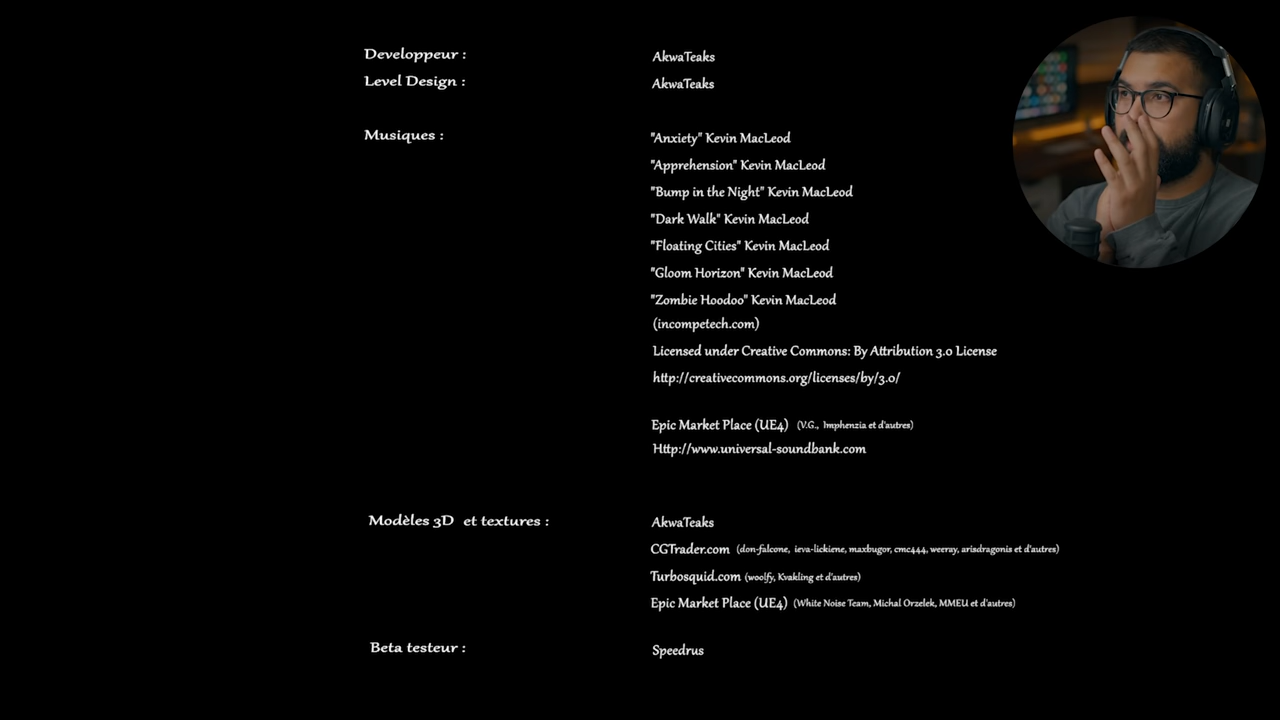 Developpeur : AkwaTeaks
Level Design : AkwaTeaks
Musiques : "Anxiety" Kevin MacLeod
"Apprehension" Kevin MacLeod
"Bump in the Night" Kevin MacLeod
"Dark Walk" Kevin MacLeod
"Floating Cities" Kevin MacLeod
"Gloom Horizon" Kevin MacLeod
"Zombie Hoodoo" Kevin MacLeod
(incompetech.com)
Licensed under Creative Commons: By Attribution 3.0 License
http://creativecommons.org/licenses/by/3.0/
Epic Market Place (UE4) (V.G., Imphenzia et d'autres)
Http://www.universal-soundbank.com
Modèles 3D et textures : AkwaTeaks
CGTrader.com (don-falcone, ieva-lickiene, maxbugor, cmc444, weeray, arisdragonis et d'autres)
Turbosquid.com (woolfy, Kvakling et d'autres)
Epic Market Place (UE4) (White Noise Team, Michal Orzelek, MMEU et d'autres)
Beta testeur : Speedrus